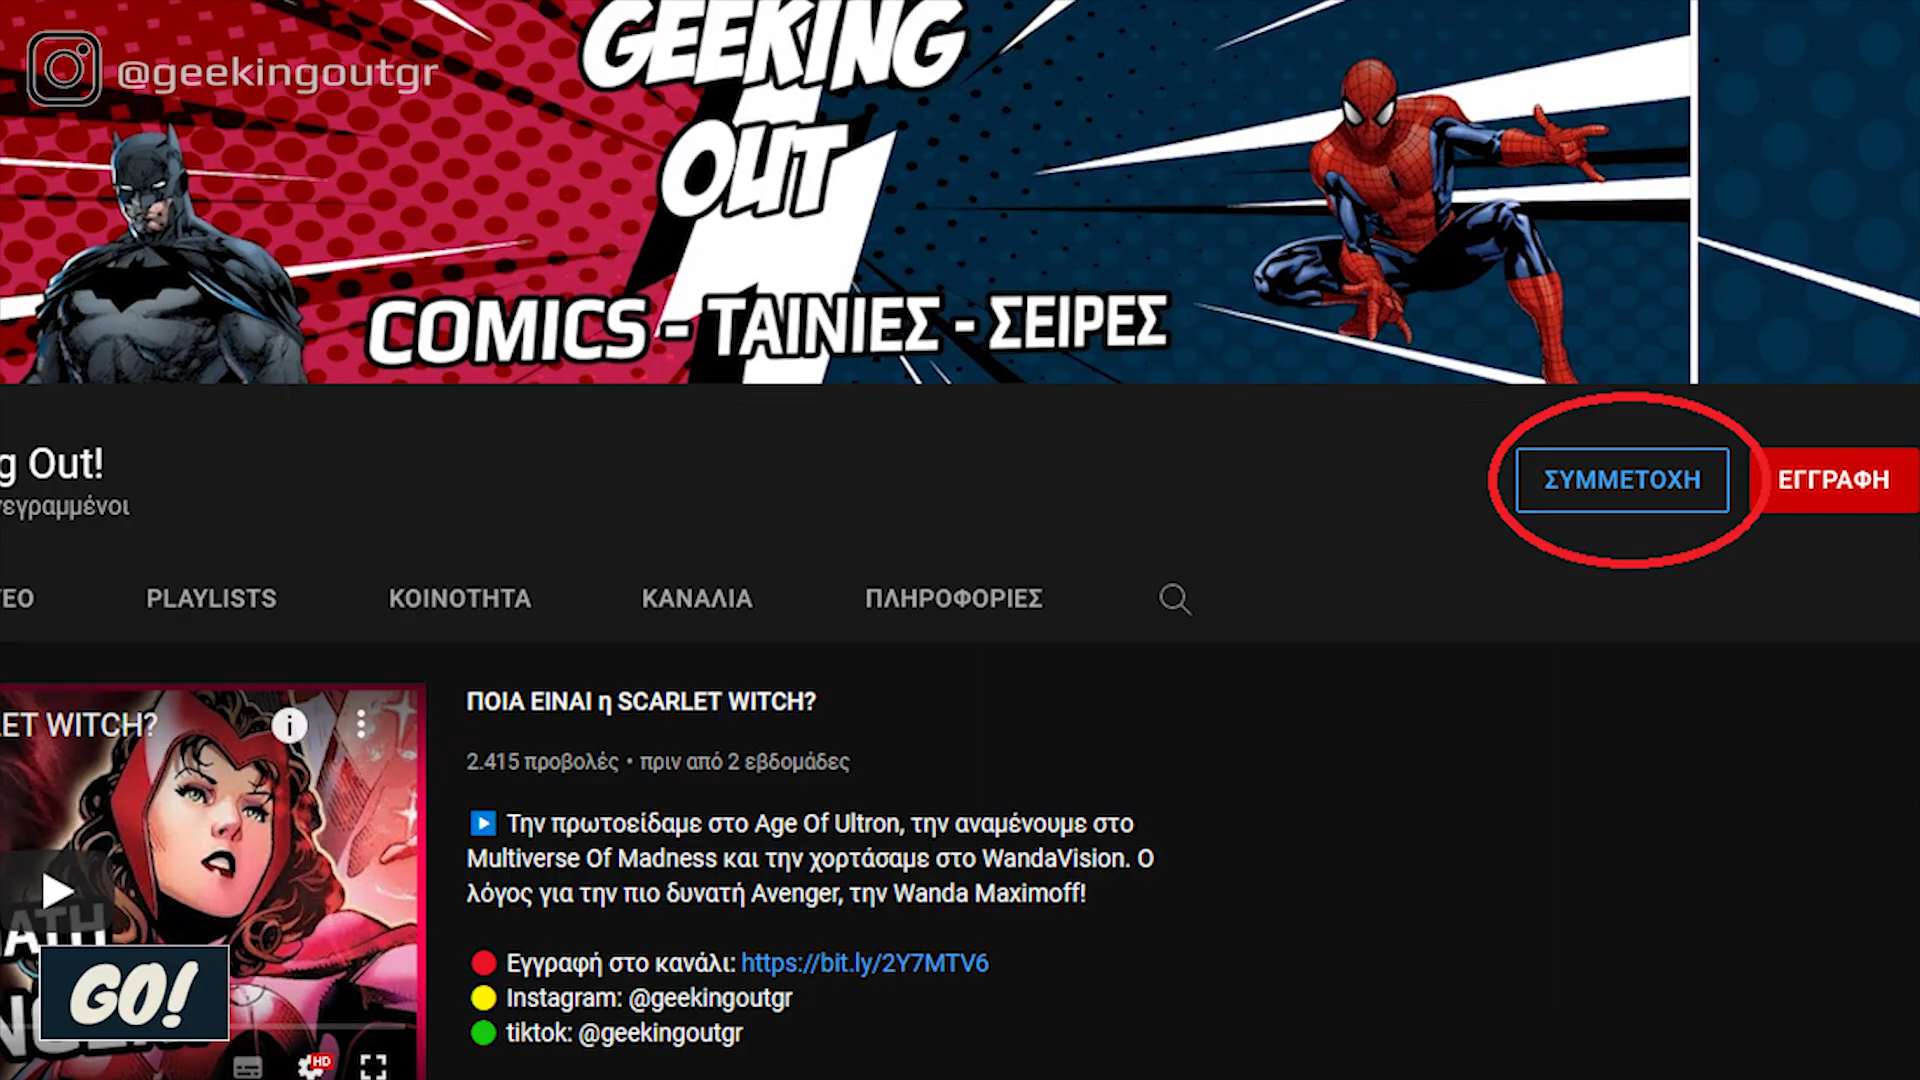 @geekingoutgr
GEEKING
OUT
COMICS - ΤΑΙΝΙΕΣ - ΣΕΙΡΕΣ
g Out!
εγραμμένοι
ΣΥΜΜΕΤΟΧΗ
ΕΓΓΡΑΦΗ
ΕΟ
PLAYLISTS
ΚΟΙΝΟΤΗΤΑ
ΚΑΝΑΛΙΑ
ΠΛΗΡΟΦΟΡΙΕΣ
ET WITCH?
ΠΟΙΑ ΕΙΝΑΙ η SCARLET WITCH?
2.415 προβολές • πριν από 2 εβδομάδες
Την πρωτοείδαμε στο Age Of Ultron, την αναμένουμε στο
Multiverse Of Madness και την χορτάσαμε στο WandaVision. Ο
λόγος για την πιο δυνατή Avenger, την Wanda Maximoff!
Εγγραφή στο κανάλι: https://bit.ly/2Y7MTV6
Instagram: @geekingoutgr
tiktok: @geekingoutgr
GO!
HD